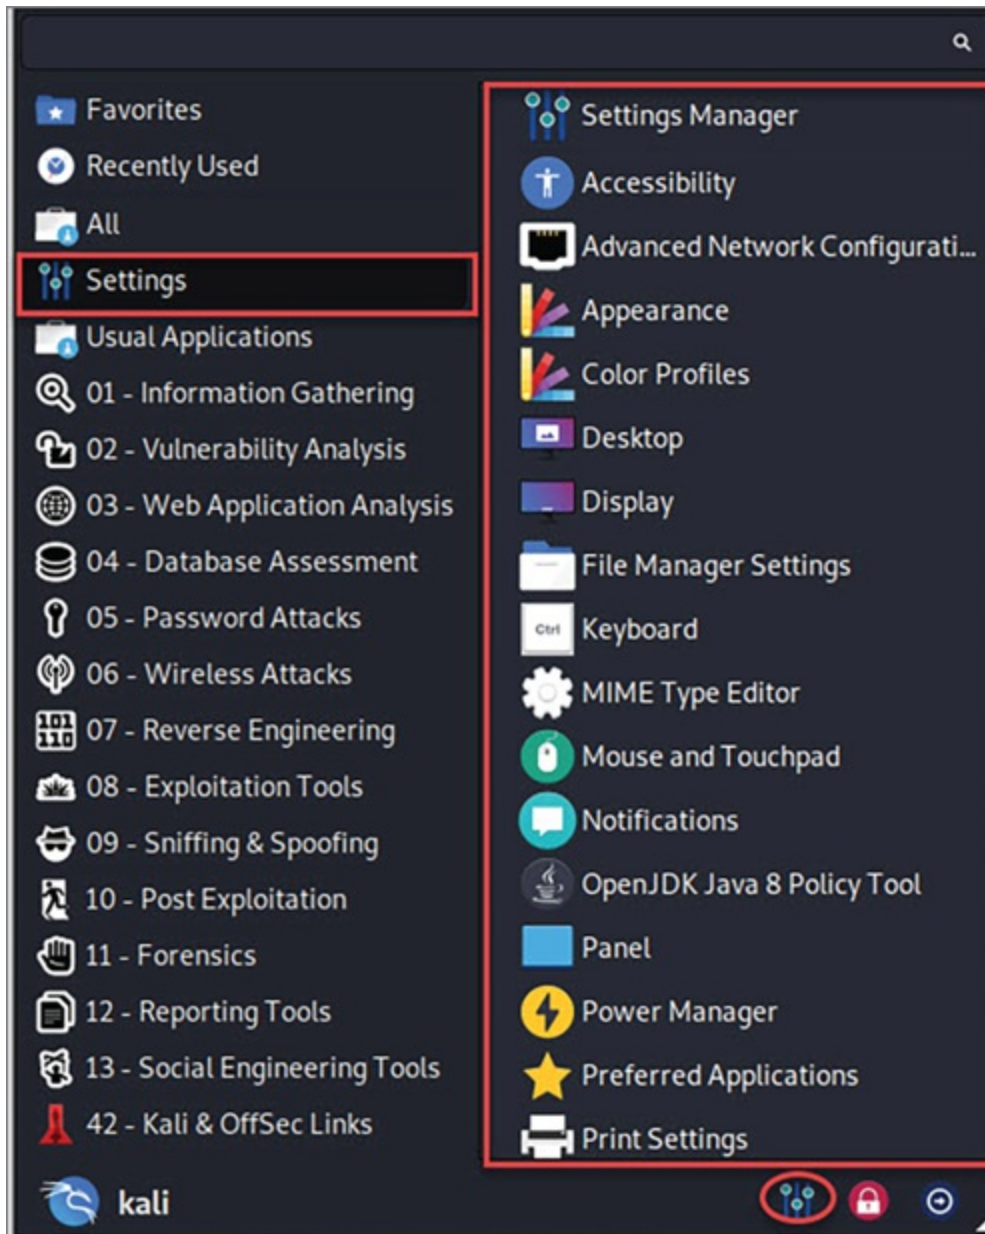 Favorites
Recently Used
All
Settings
Usual Applications
01 - Information Gathering
02 - Vulnerability Analysis
03 - Web Application Analysis
04 - Database Assessment
05 - Password Attacks
06 - Wireless Attacks
101
110
07 - Reverse Engineering
08 - Exploitation Tools
09 - Sniffing & Spoofing
10 - Post Exploitation
11 - Forensics
12 - Reporting Tools
13 - Social Engineering Tools
42 - Kali & OffSec Links
kali
Settings Manager
Accessibility
Advanced Network Configurati...
Appearance
Color Profiles
Desktop
Display
File Manager Settings
Ctrl
Keyboard
MIME Type Editor
Mouse and Touchpad
Notifications
OpenJDK Java 8 Policy Tool
Panel
Power Manager
Preferred Applications
Print Settings